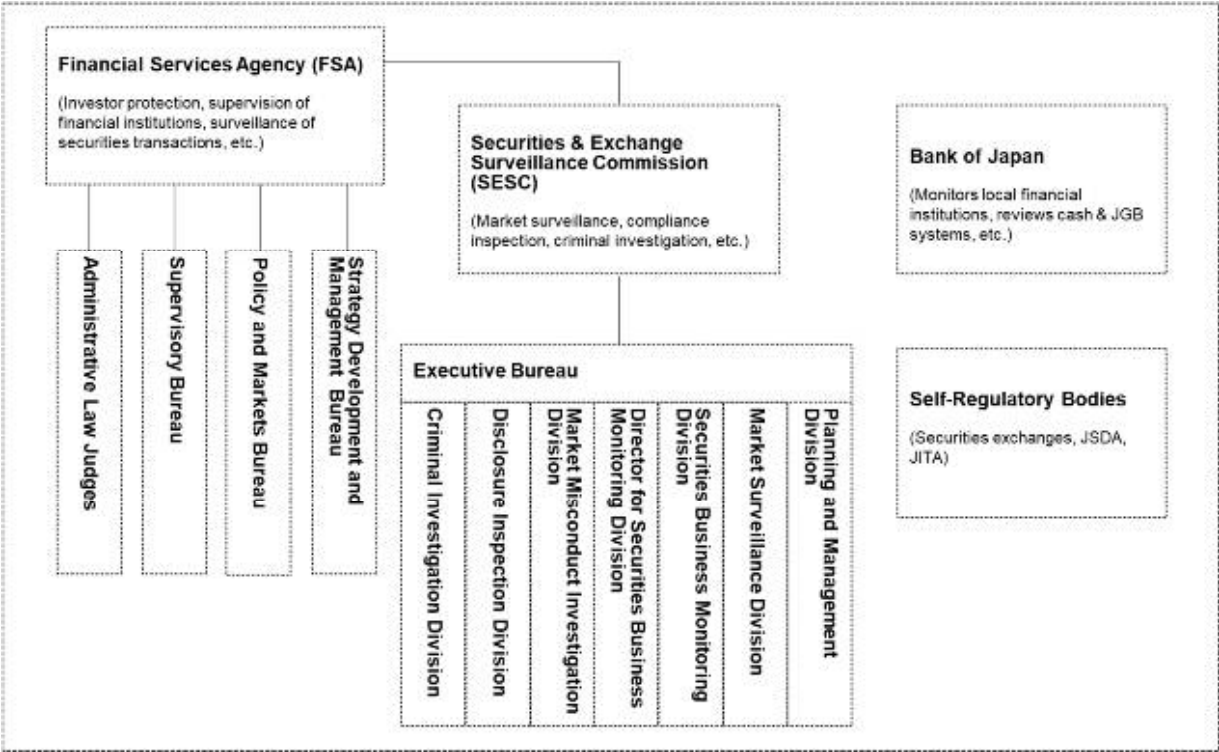 Financial Services Agency (FSA)
(Investor protection, supervision of
financial institutions, surveillance of
securities transactions, etc.)
Securities & Exchange
Surveillance Commission
(SESC)
(Market surveillance, compliance
inspection, criminal investigation, etc.)
Bank of Japan
(Monitors local financial
institutions, reviews cash & JGB
systems, etc.)
Administrative Law Judges
Supervisory Bureau
Policy and Markets Bureau
Strategy Development and
Management Bureau
Executive Bureau
Criminal Investigation Division
Disclosure Inspection Division
Market Misconduct Investigation
Division
Director for Securities Business
Monitoring Division
Securities Business Monitoring
Division
Market Surveillance Division
Planning and Management
Division
Self-Regulatory Bodies
(Securities exchanges, JSDA,
JITA)